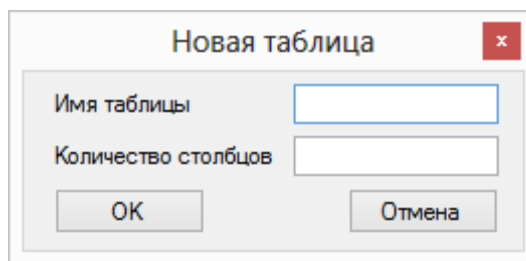 Новая таблица x
Имя таблицы
Количество столбцов
OK Отмена